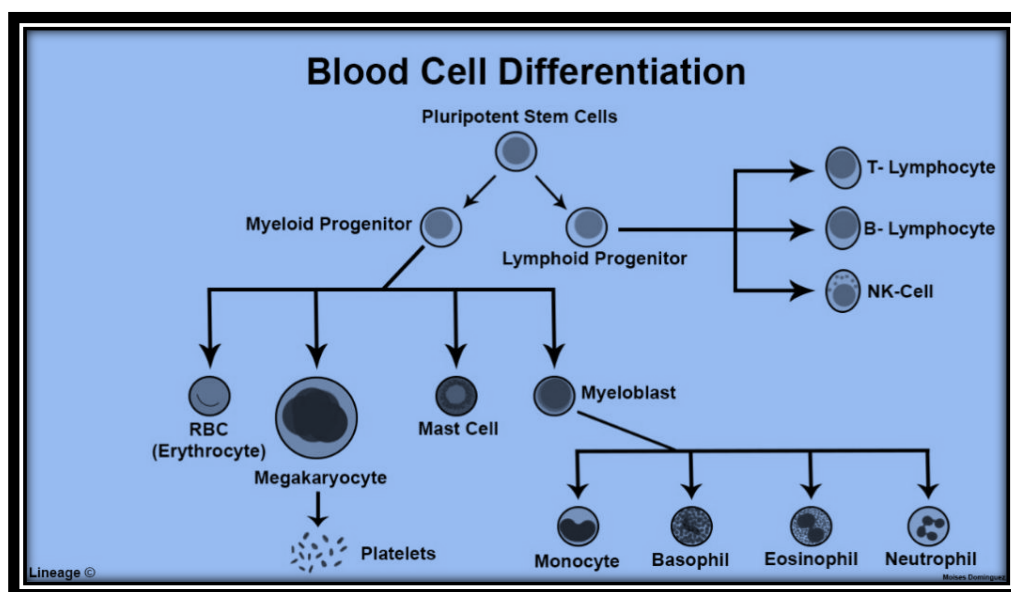 Blood Cell Differentiation
Pluripotent Stem Cells
T- Lymphocyte
Myeloid Progenitor
B- Lymphocyte
Lymphoid Progenitor
NK-Cell
Myeloblast
RBC
(Erythrocyte)
Mast Cell
Megakaryocyte
Platelets
Monocyte
Basophil
Eosinophil
Neutrophil
Lineage ©
Moises Dominguez